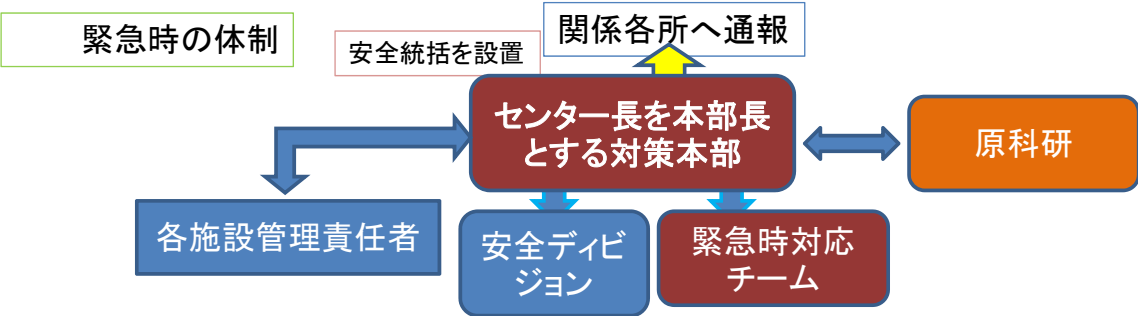 緊急時の体制
関係各所へ通報
安全統括を設置
センター長を本部長
とする対策本部
原科研
各施設管理責任者
安全ディビ
ジョン
緊急時対応
チーム